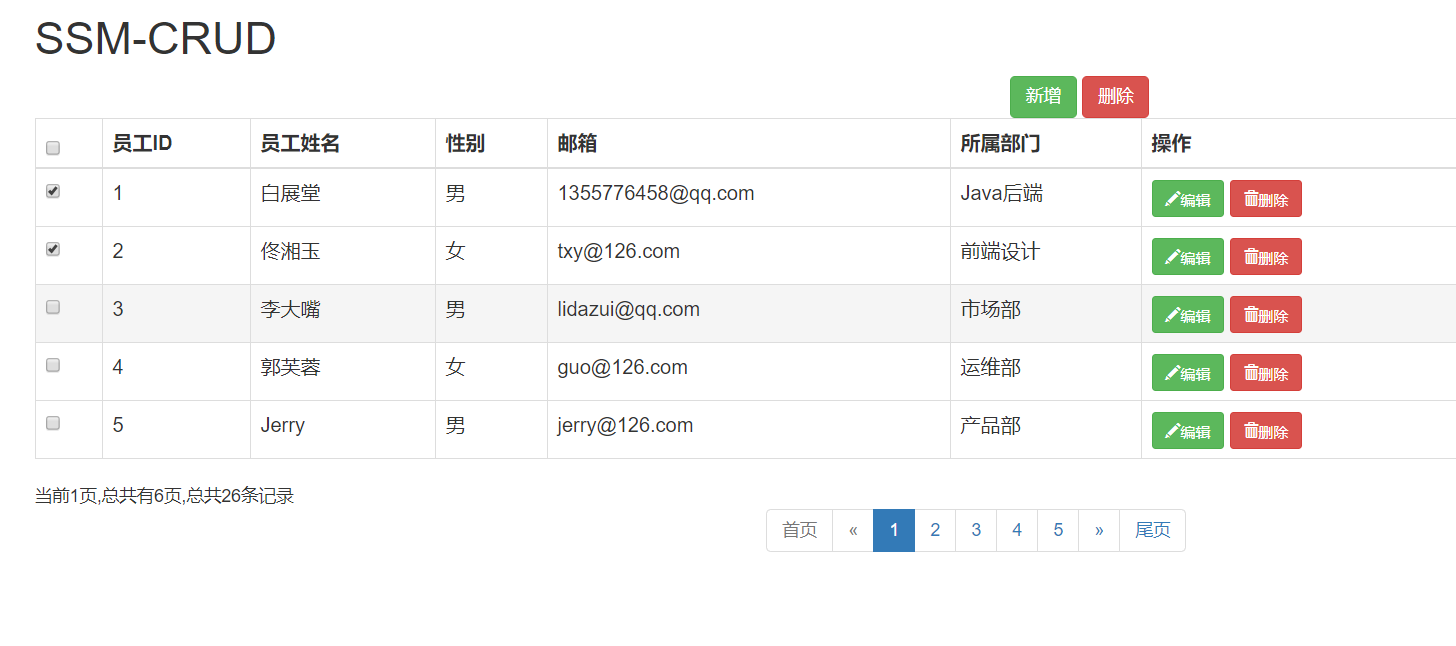 SSM-CRUD
新增 删除
员工ID 员工姓名 性别 邮箱 所属部门 操作
1 白展堂 男 1355776458@qq.com Java后端 编辑 删除
2 佟湘玉 女 txy@126.com 前端设计 编辑 删除
3 李大嘴 男 lidazui@qq.com 市场部 编辑 删除
4 郭芙蓉 女 guo@126.com 运维部 编辑 删除
5 Jerry 男 jerry@126.com 产品部 编辑 删除
当前1页,总共有6页,总共26条记录
首页 « 1 2 3 4 5 » 尾页